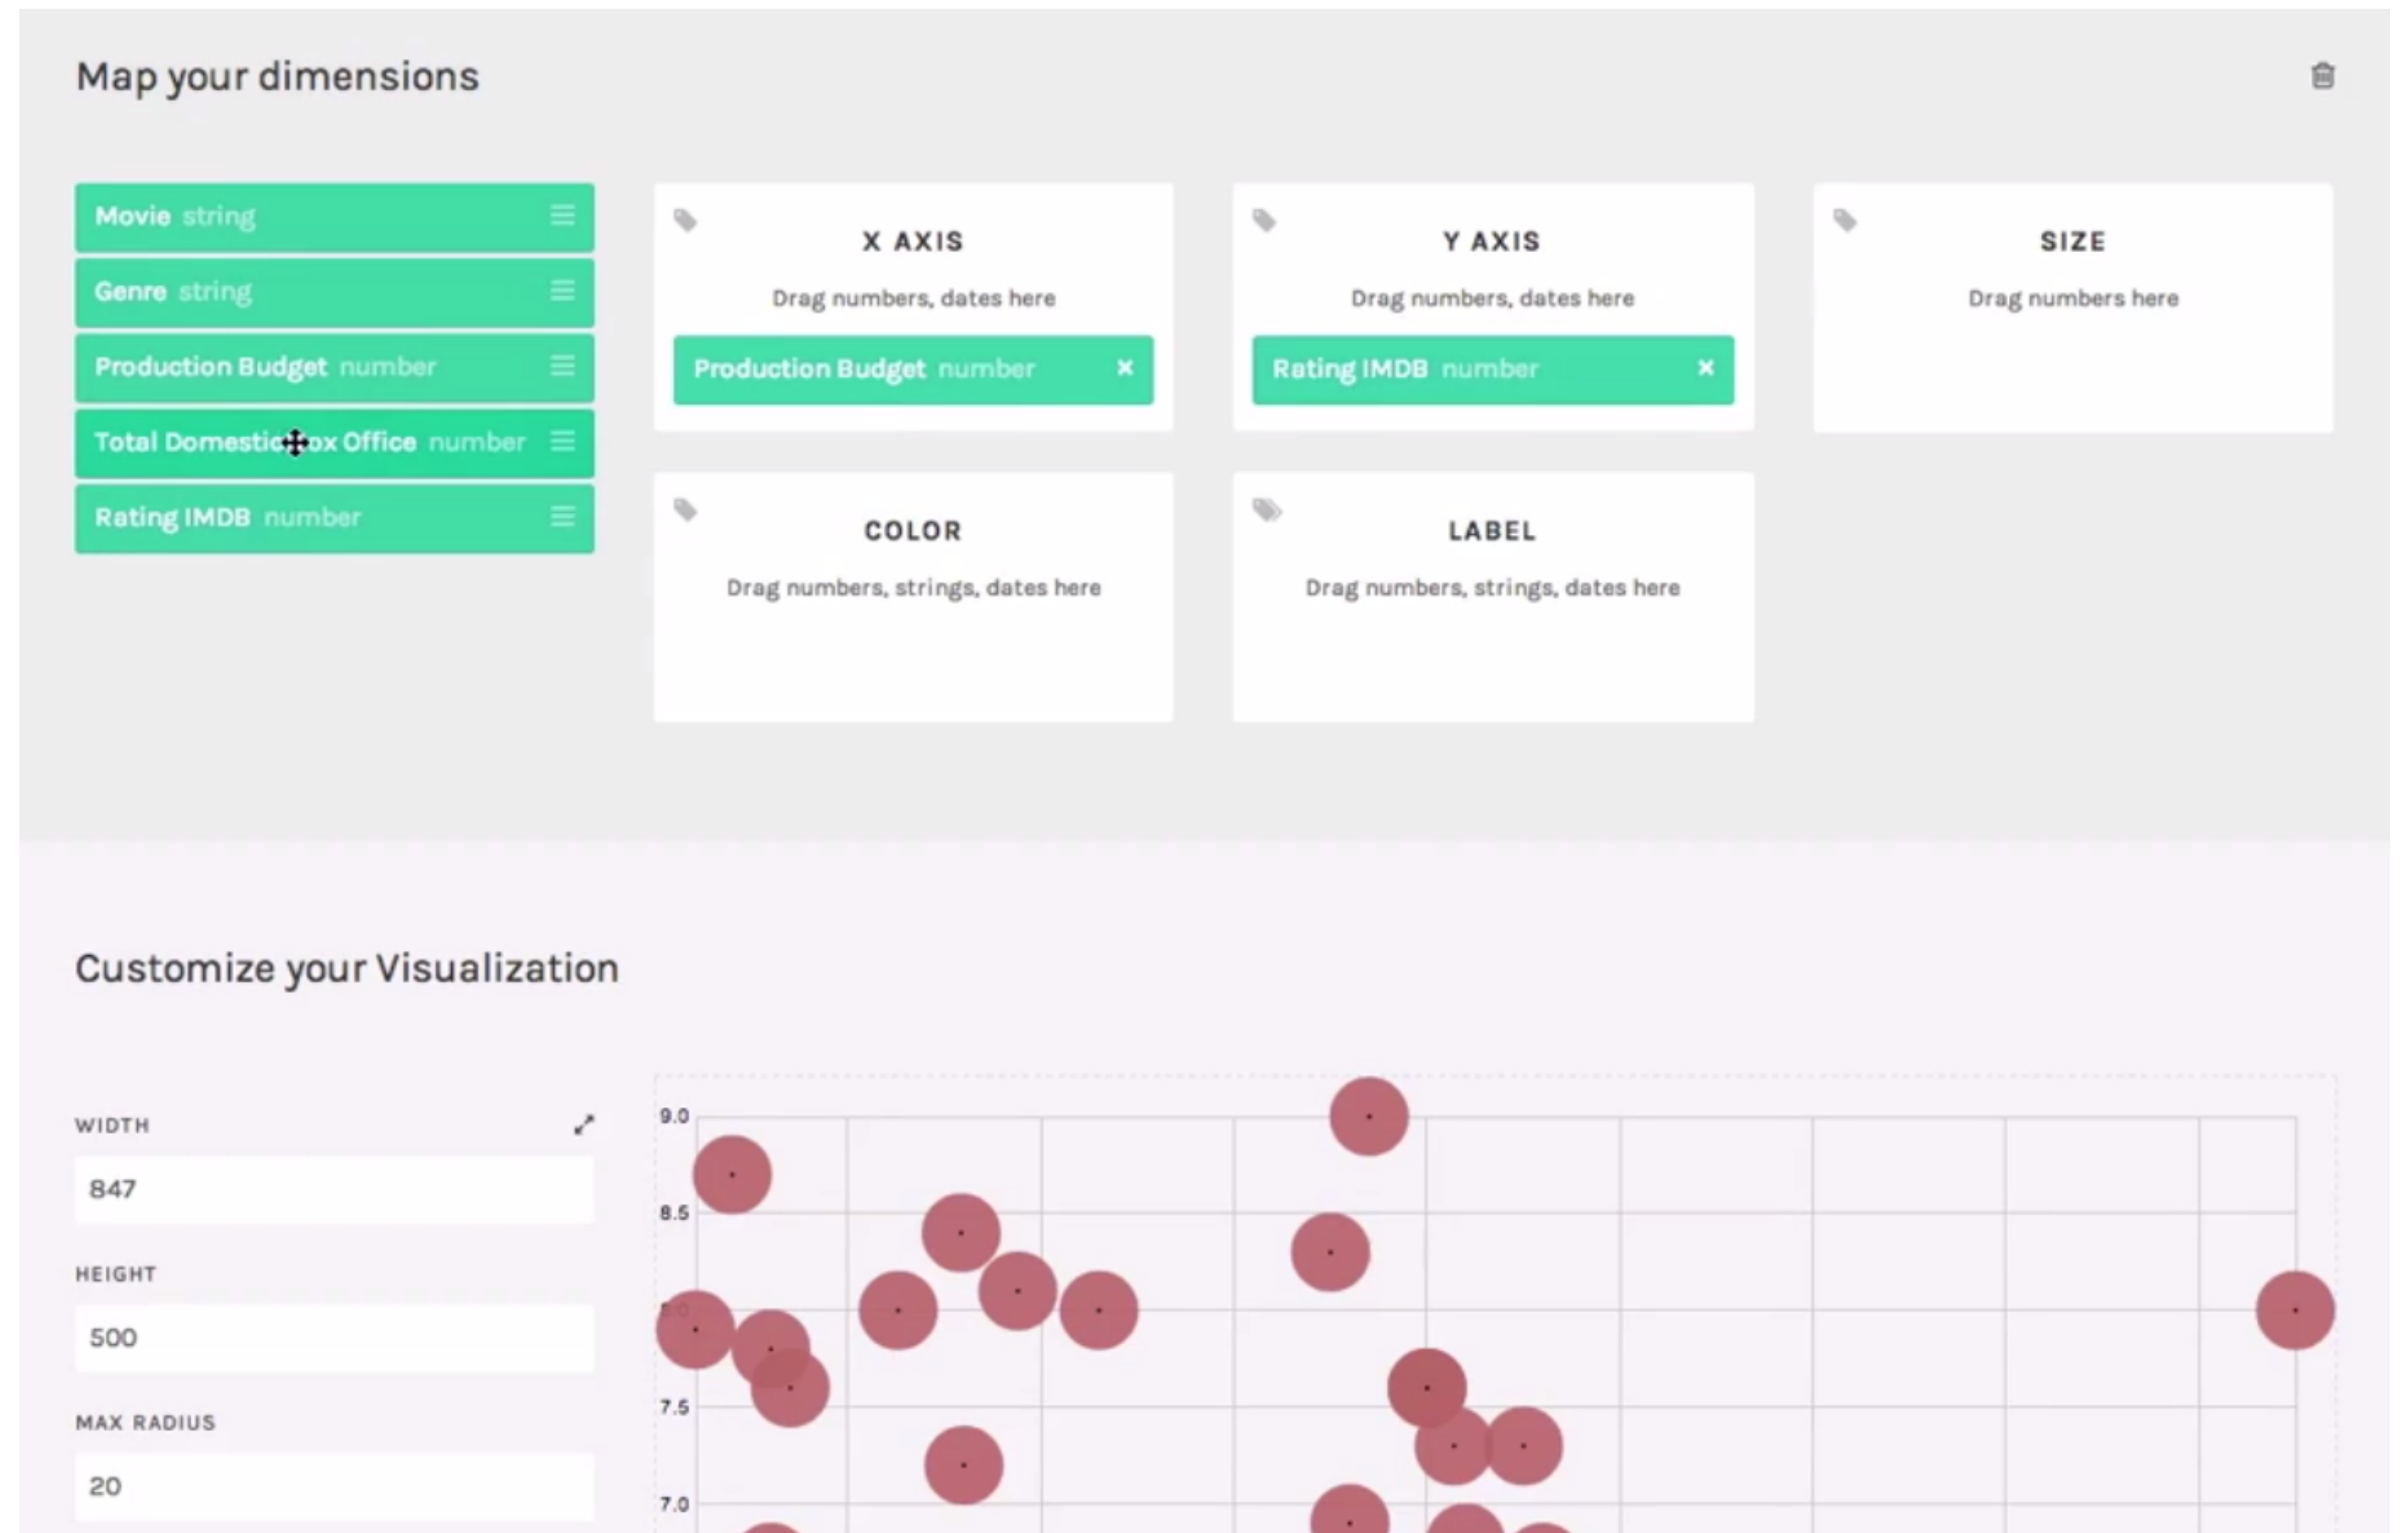 Map your dimensions
Movie string
Genre string
Production Budget number
Total Domestic ox Office number
Rating IMDB number
X AXIS
Drag numbers, dates here
Production Budget number ×
Y AXIS
Drag numbers, dates here
Rating IMDB number ×
SIZE
Drag numbers here
COLOR
Drag numbers, strings, dates here
LABEL
Drag numbers, strings, dates here
Customize your Visualization
WIDTH
847
HEIGHT
500
MAX RADIUS
20
9.0
8.5
7.5
7.0